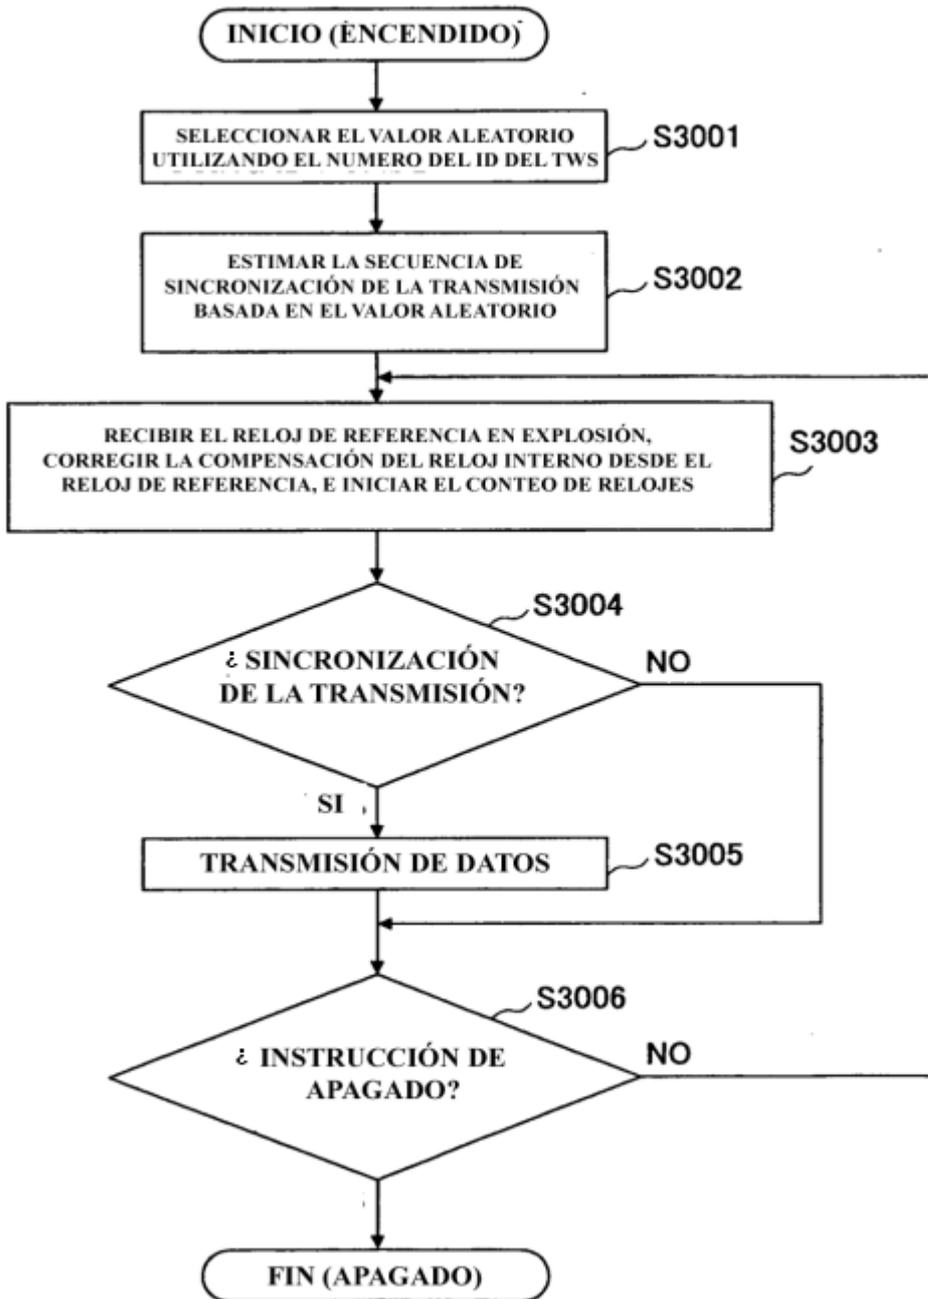 INICIO (ENCENDIDO)
SELECCIONAR EL VALOR ALEATORIO
UTILIZANDO EL NUMERO DEL ID DEL TWS
S3001
ESTIMAR LA SECUENCIA DE
SINCRONIZACIÓN DE LA TRANSMISIÓN
BASADA EN EL VALOR ALEATORIO
S3002
RECIBIR EL RELOJ DE REFERENCIA EN EXPLOSIÓN,
CORREGIR LA COMPENSACIÓN DEL RELOJ INTERNO DESDE EL
RELOJ DE REFERENCIA, E INICIAR EL CONTEO DE RELOJES
S3003
S3004
¿ SINCRONIZACIÓN
DE LA TRANSMISIÓN?
NO
SI
TRANSMISIÓN DE DATOS
S3005
S3006
¿ INSTRUCCIÓN DE
APAGADO?
NO
FIN (APAGADO)